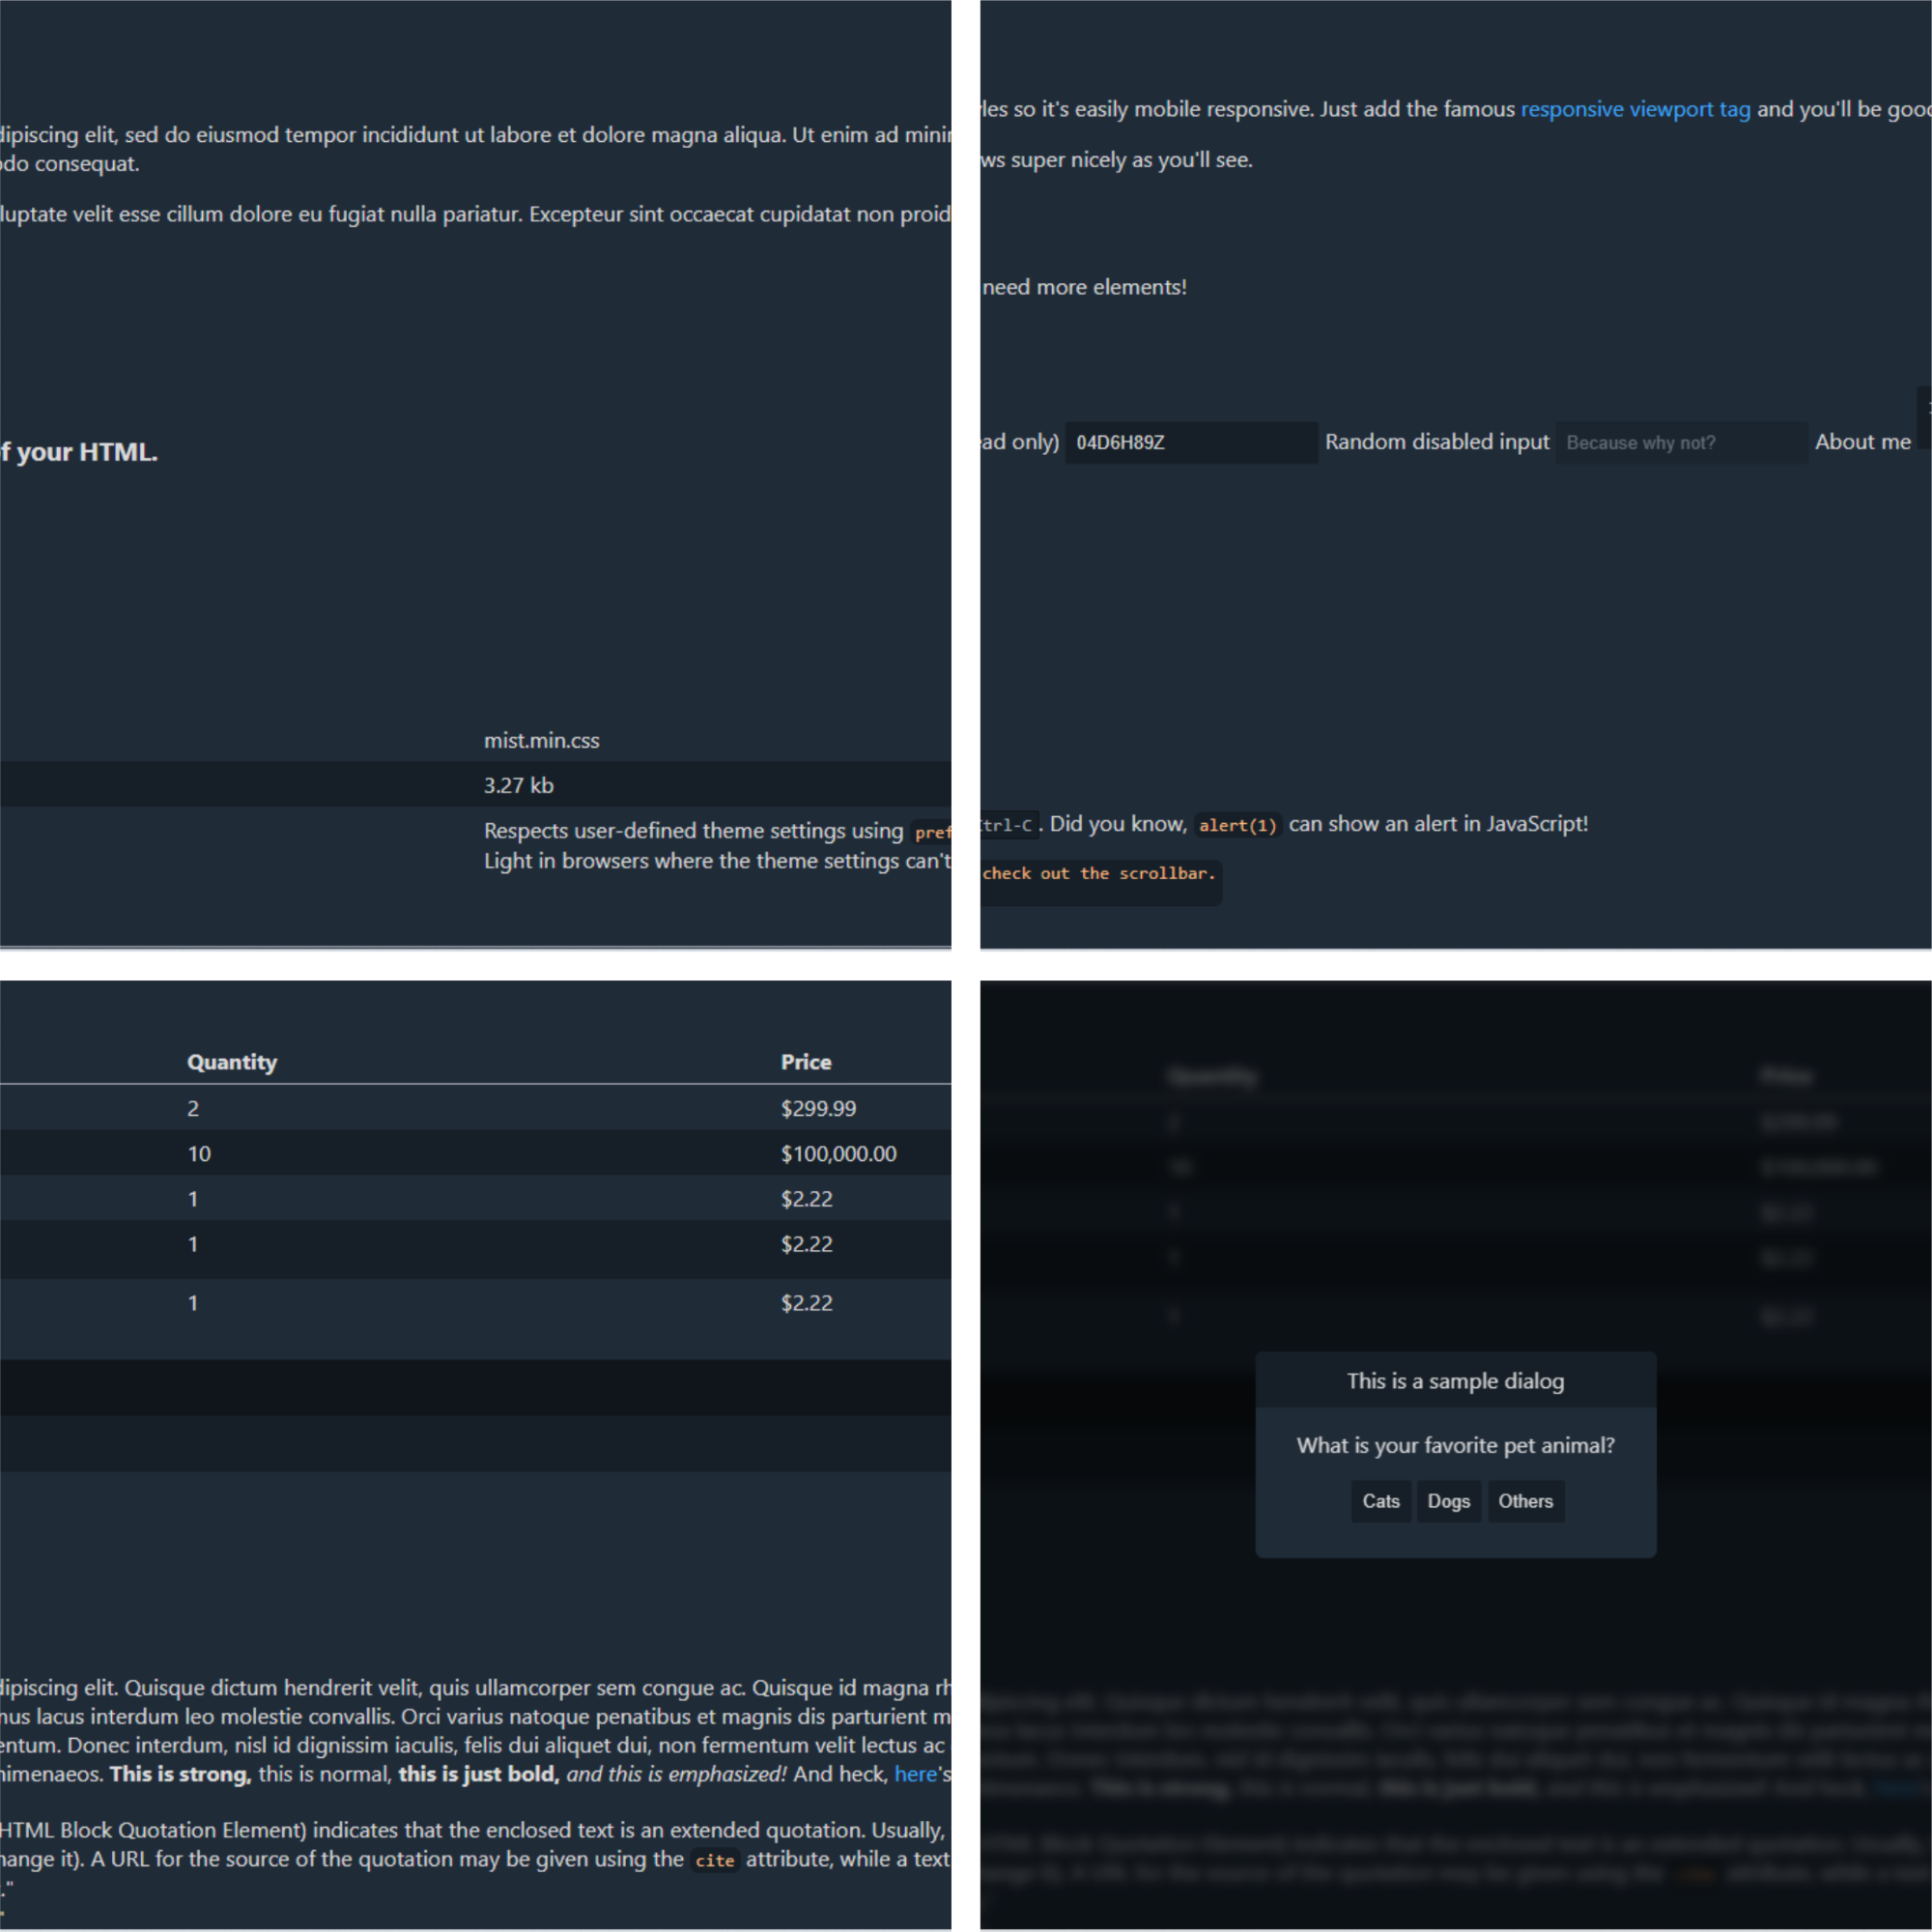 dipiscing elit, sed do eiusmod tempor incididunt ut labore et dolore magna aliqua. Ut enim ad minim
odo consequat.
luptate velit esse cillum dolore eu fugiat nulla pariatur. Excepteur sint occaecat cupidatat non proid
f your HTML.
mist.min.css
3.27 kb
Respects user-defined theme settings using pref
Light in browsers where the theme settings can't
les so it's easily mobile responsive. Just add the famous responsive viewport tag and you'll be good
ws super nicely as you'll see.
need more elements!
ead only) 04D6H89Z Random disabled input Because why not? About me
Ctrl-C. Did you know, alert(1) can show an alert in JavaScript!
check out the scrollbar.
Quantity Price
2 $299.99
10 $100,000.00
1 $2.22
1 $2.22
1 $2.22
dipiscing elit. Quisque dictum hendrerit velit, quis ullamcorper sem congue ac. Quisque id magna rh
mus lacus interdum leo molestie convallis. Orci varius natoque penatibus et magnis dis parturient m
entum. Donec interdum, nisl id dignissim iaculis, felis dui aliquet dui, non fermentum velit lectus ac
himenaeos. This is strong, this is normal, this is just bold, and this is emphasized! And heck, here's
HTML Block Quotation Element) indicates that the enclosed text is an extended quotation. Usually,
hange it). A URL for the source of the quotation may be given using the cite attribute, while a text
."
Quantity Price
This is a sample dialog
What is your favorite pet animal?
Cats Dogs Others